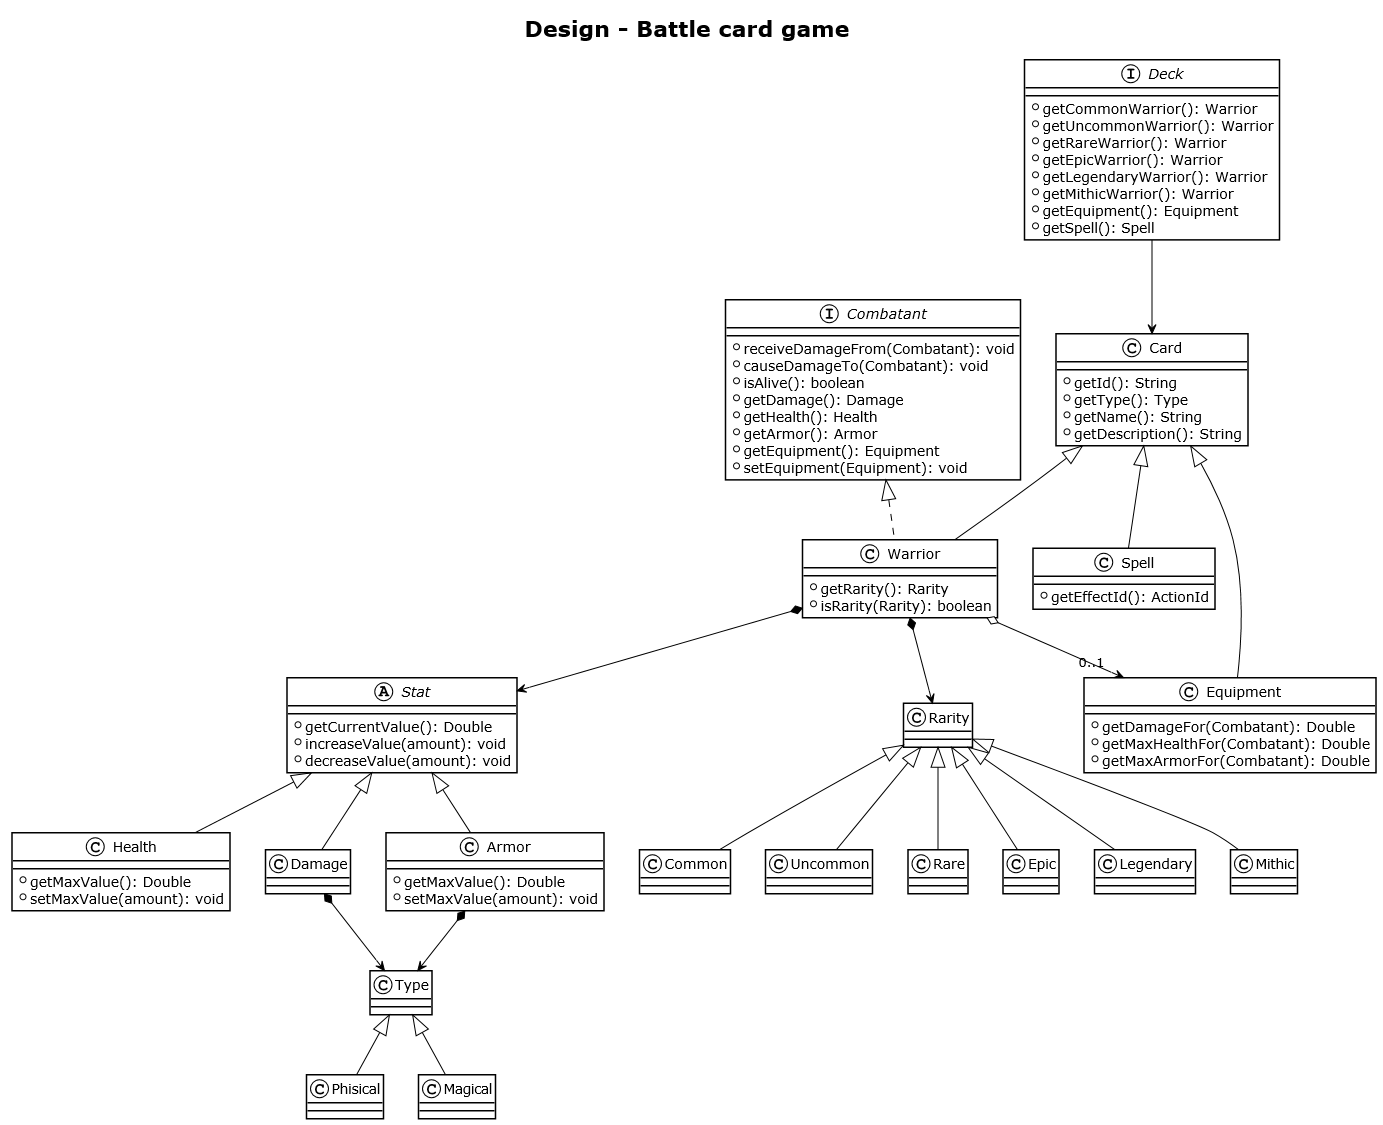 Design - Battle card game
I Deck
getCommonWarrior(): Warrior
getUncommonWarrior(): Warrior
getRareWarrior(): Warrior
getEpicWarrior(): Warrior
getLegendaryWarrior(): Warrior
getMithicWarrior(): Warrior
getEquipment(): Equipment
getSpell(): Spell
I Combatant
receiveDamageFrom(Combatant): void
causeDamageTo(Combatant): void
isAlive(): boolean
getDamage(): Damage
getHealth(): Health
getArmor(): Armor
getEquipment(): Equipment
setEquipment(Equipment): void
C Card
getId(): String
getType(): Type
getName(): String
getDescription(): String
C Warrior
getRarity(): Rarity
isRarity(Rarity): boolean
C Spell
getEffectId(): ActionId
0..1
A Stat
getCurrentValue(): Double
increaseValue(amount): void
decreaseValue(amount): void
C Rarity
C Equipment
getDamageFor(Combatant): Double
getMaxHealthFor(Combatant): Double
getMaxArmorFor(Combatant): Double
C Health
getMaxValue(): Double
setMaxValue(amount): void
C Damage
C Armor
getMaxValue(): Double
setMaxValue(amount): void
C Common
C Uncommon
C Rare
C Epic
C Legendary
C Mithic
C Type
C Phisical
C Magical